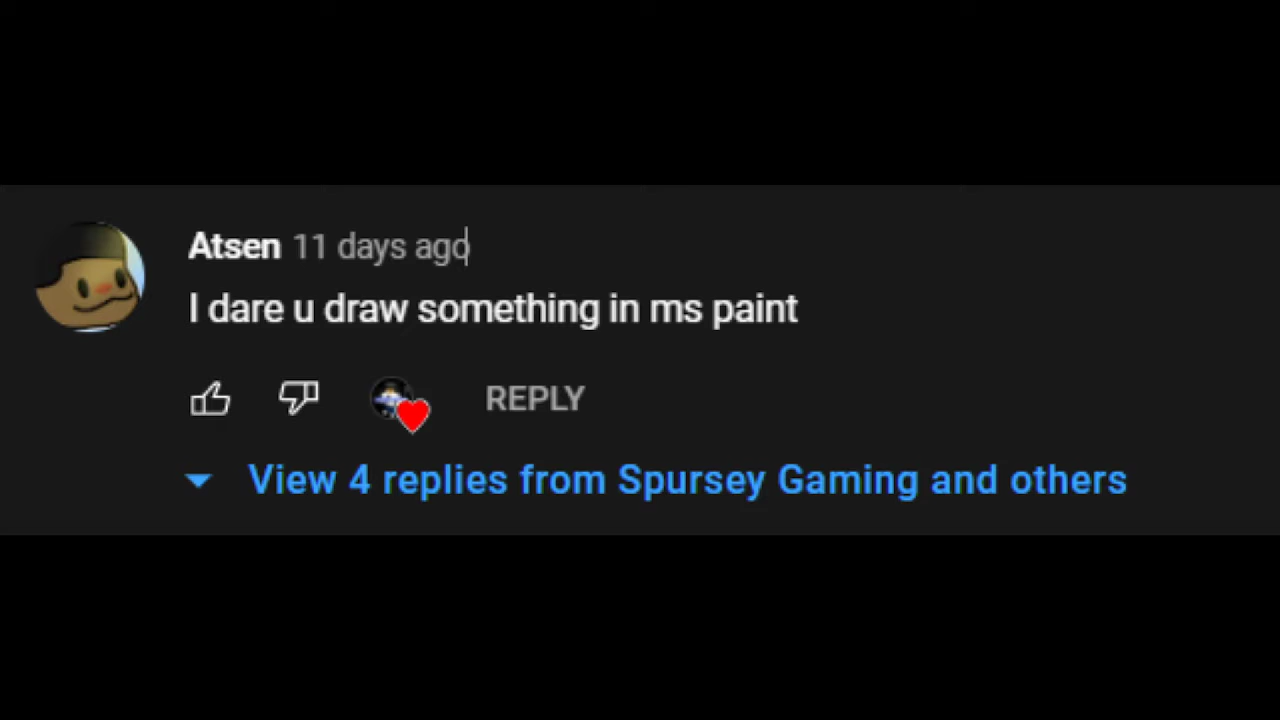 Atsen 11 days ago
I dare u draw something in ms paint
REPLY
View 4 replies from Spursey Gaming and others